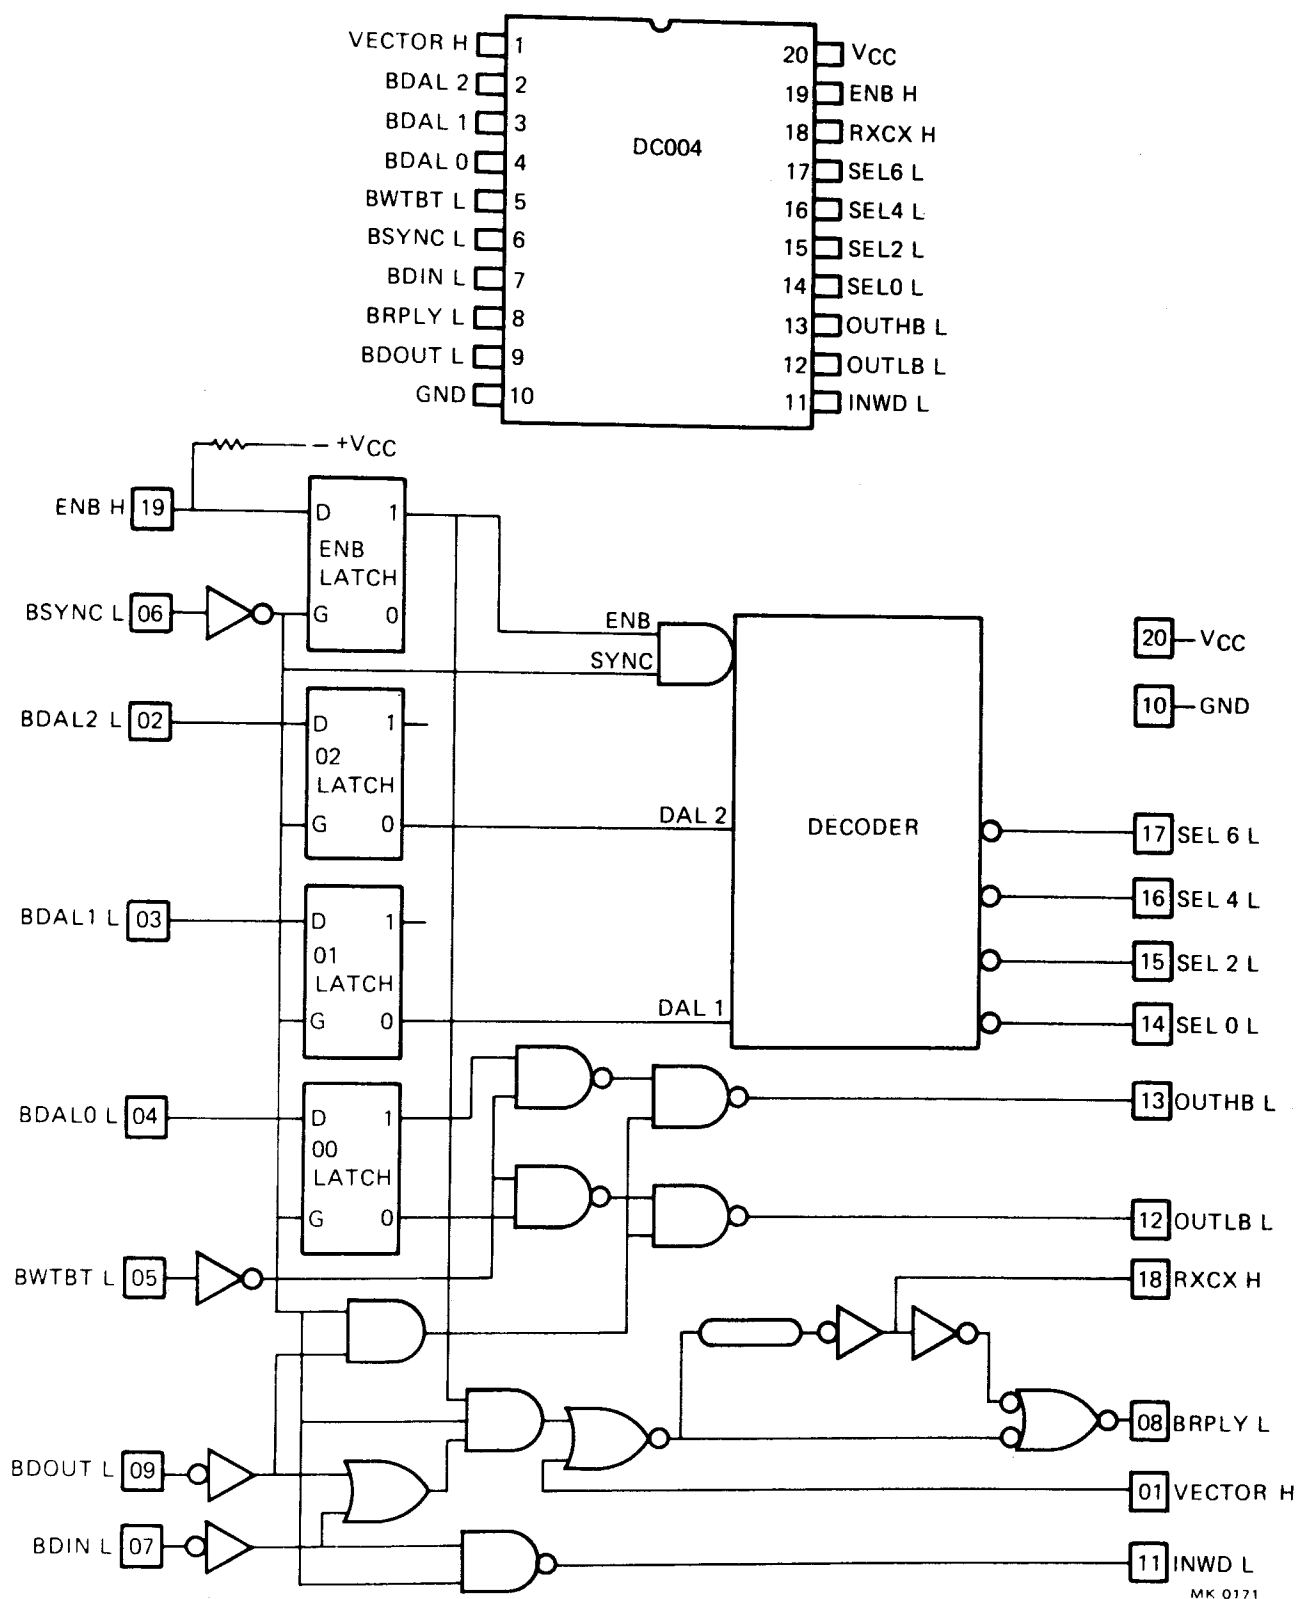 VECTOR H 1
BDAL 2 2
BDAL 1 3
BDAL 0 4
BWTBT L 5
BSYNC L 6
BDIN L 7
BRPLY L 8
BDOUT L 9
GND 10
DC004
20 VCC
19 ENB H
18 RXCX H
17 SEL6 L
16 SEL4 L
15 SEL2 L
14 SEL0 L
13 OUTHB L
12 OUTLB L
11 INWD L
+VCC
ENB H 19
D 1
ENB
LATCH
BSYNC L 06
G 0
ENB
SYNC
20 VCC
10 GND
BDAL2 L 02
D 1
02
LATCH
G 0
DAL 2
DECODER
17 SEL 6 L
16 SEL 4 L
15 SEL 2 L
14 SEL 0 L
BDAL1 L 03
D 1
01
LATCH
G 0
DAL 1
BDAL0 L 04
D 1
00
LATCH
G 0
13 OUTHB L
12 OUTLB L
BWTBT L 05
18 RXCX H
08 BRPLY L
BDOUT L 09
01 VECTOR H
BDIN L 07
11 INWD L
MK 0171